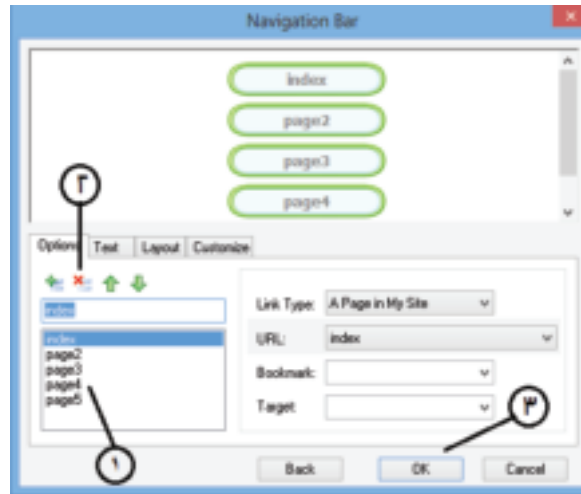 Navigation Bar
index
page2
page3
page4
۲
Options Text Layout Customize
index
index
page2
page3
page4
page5
Link Type: A Page in My Site
URL: index
Bookmark:
Target:
۱
۳
Back OK Cancel